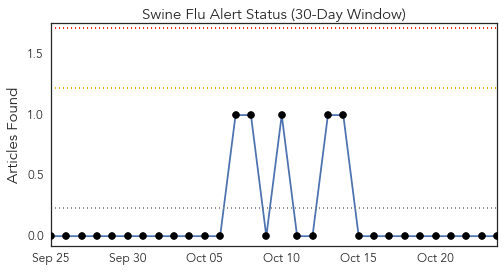 Swine Flu Alert Status (30-Day Window)
Articles Found
1.5
1.0
0.5
0.0
Sep 25 Sep 30 Oct 05 Oct 10 Oct 15 Oct 20